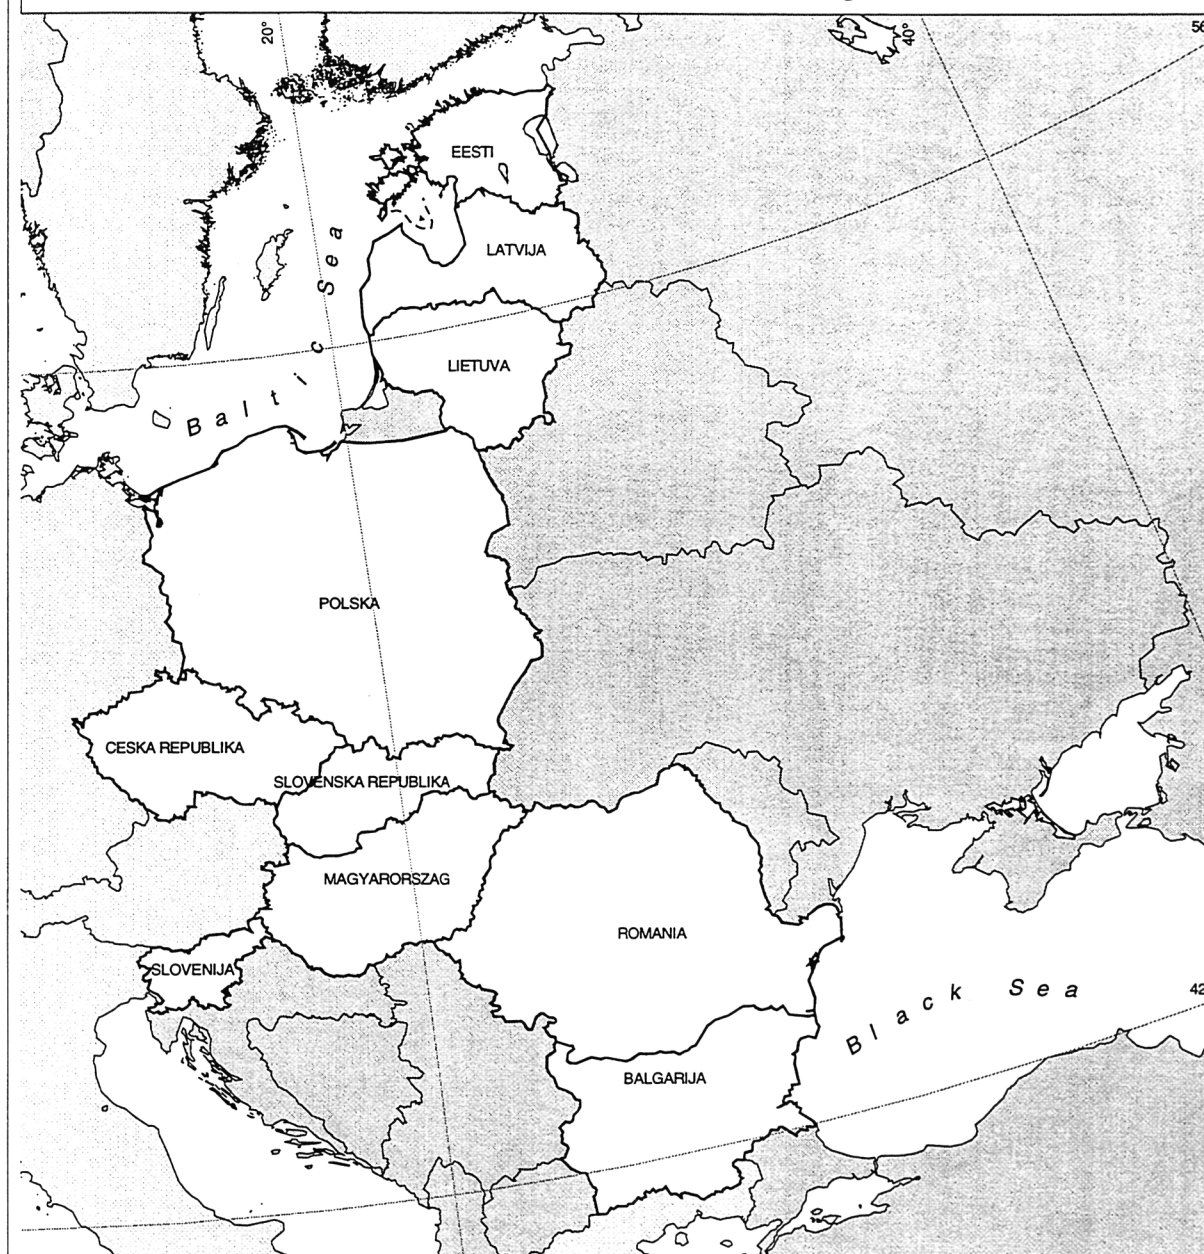 20°
40°
EESTI
LATVIJA
LIETUVA
Baltic Sea
POLSKA
CESKA REPUBLIKA
SLOVENSKA REPUBLIKA
MAGYARORSZAG
ROMANIA
SLOVENIJA
Black Sea
42
BALGARIJA